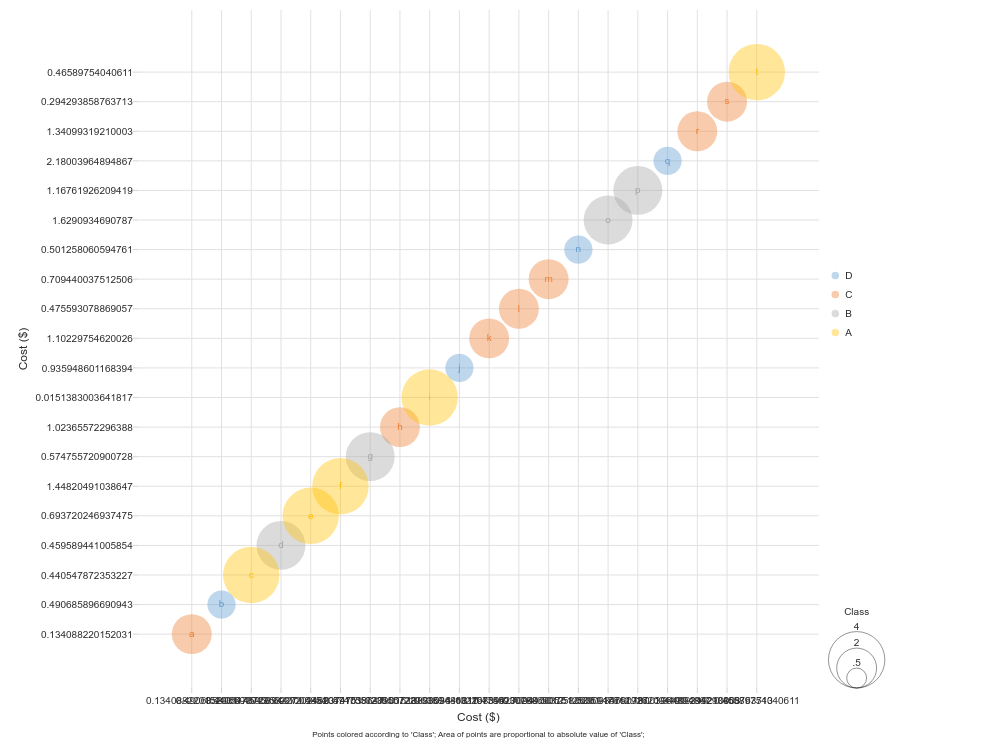 0.46589754040611
0.294293858763713
1.34099319210003
2.18003964894867
1.16761926209419
1.6290934690787
0.501258060594761
0.709440037512506
0.475593078869057
1.10229754620026
0.935948601168394
0.0151383003641817
1.02365572296388
0.574755720900728
1.44820491038647
0.693720246937475
0.459589441005854
0.440547872353227
0.490685896690943
0.134088220152031
Cost ($)
t
s
r
q
p
o
n
m
l
k
j
i
h
g
f
e
d
c
b
a
D
C
B
A
Class
4
2
.5
Cost ($)
Points colored according to 'Class'; Area of points are proportional to absolute value of 'Class';